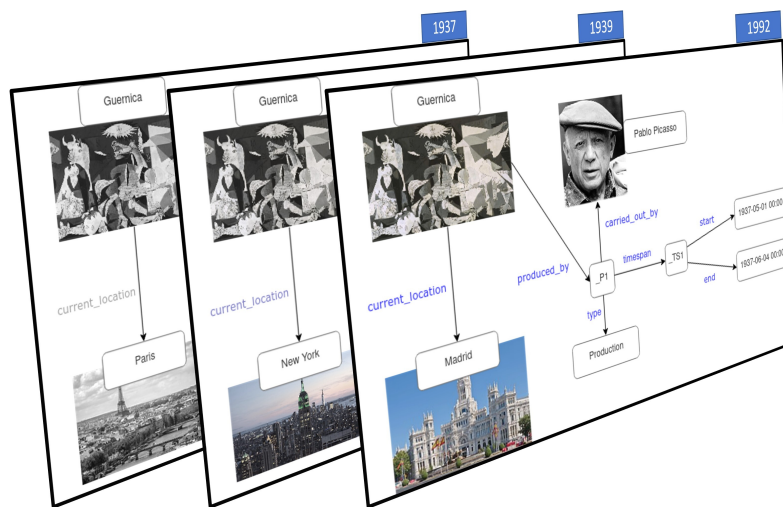 1937
1939
1992
Guernica
current_location
Paris
Guernica
current_location
New York
Guernica
current_location
Madrid
Pablo Picasso
carried_out_by
produced_by
_P1
timespan
_TS1
start
1937-05-01 00:00
end
1937-06-04 00:00
type
Production